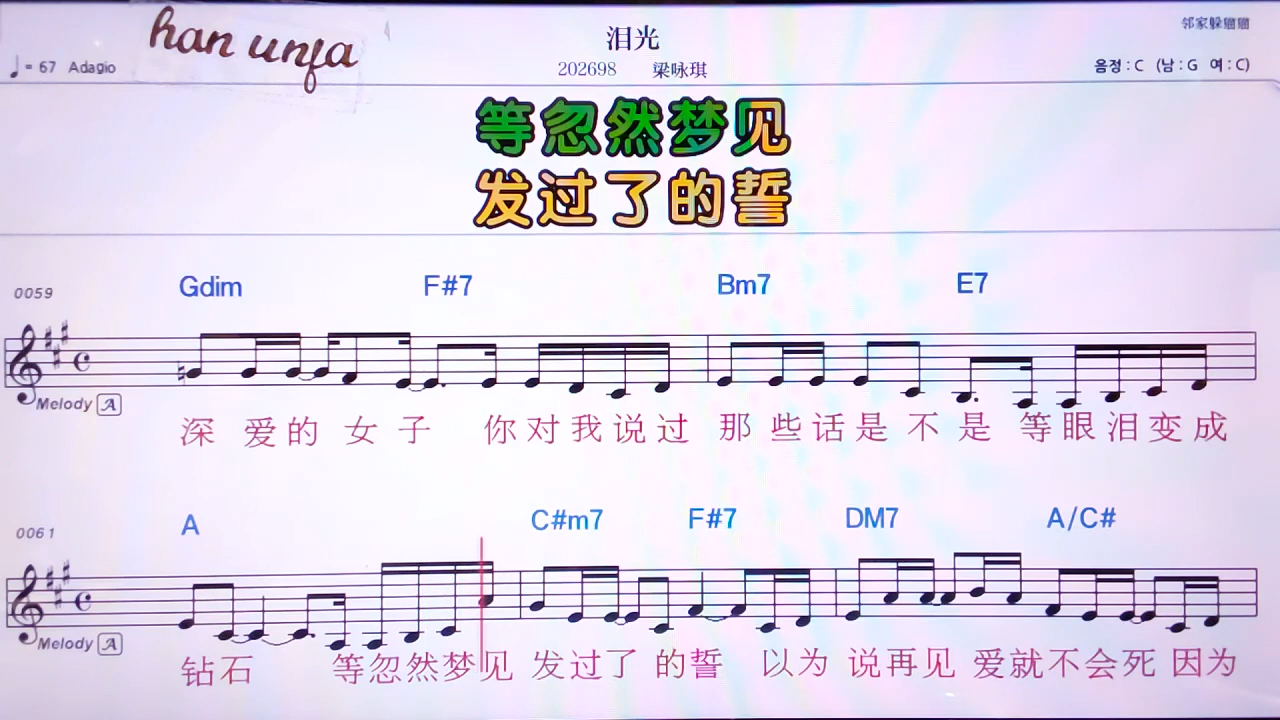 han unfa
泪光
邻家躲猫猫
♩= 67 Adagio
202698 梁咏琪
음정 : C (남 : G 여 : C)
等忽然梦见
发过了的誓
0059 Gdim F#7 Bm7 E7
Melody A
深爱的女子 你对我说过 那些话是不是 等眼泪变成
0061 A C#m7 F#7 DM7 A/C#
Melody A
钻石 等忽然梦见 发过了的誓 以为 说再见 爱就不会死 因为